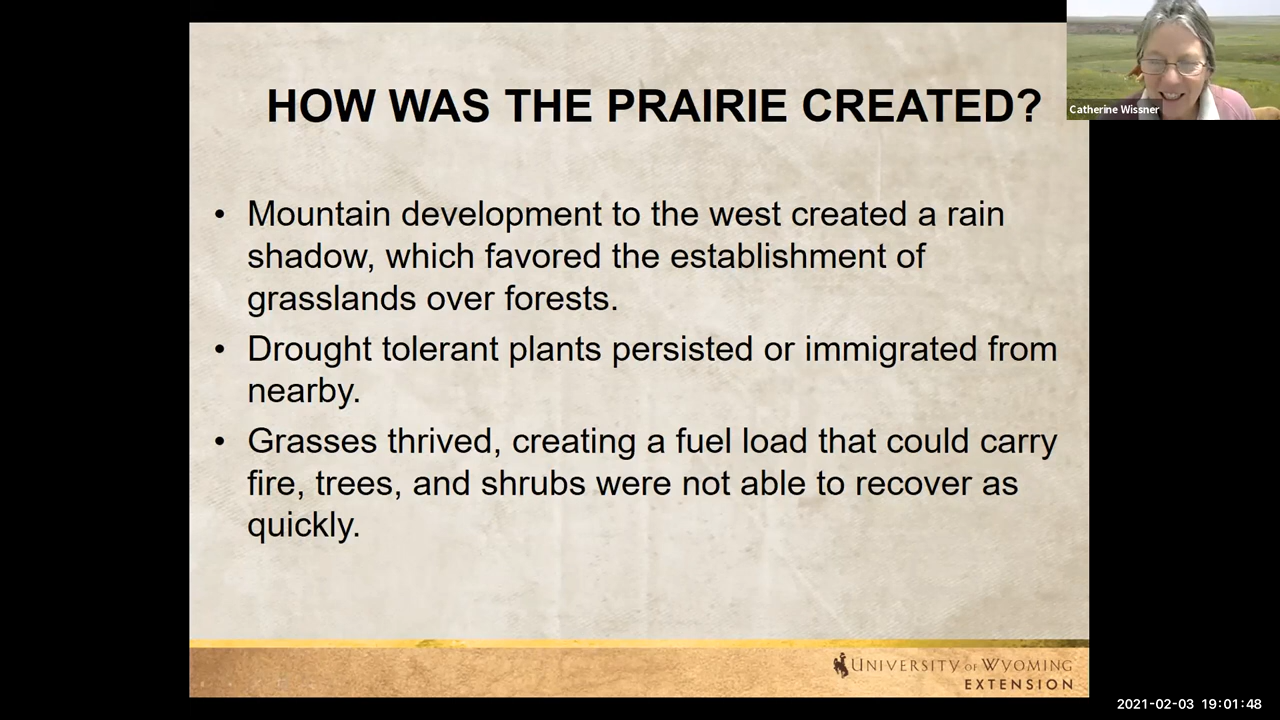 HOW WAS THE PRAIRIE CREATED?
Catherine Wissner
• Mountain development to the west created a rain
shadow, which favored the establishment of
grasslands over forests.
• Drought tolerant plants persisted or immigrated from
nearby.
• Grasses thrived, creating a fuel load that could carry
fire, trees, and shrubs were not able to recover as
quickly.
UNIVERSITY OF WYOMING
EXTENSION
2021-02-03 19:01:48